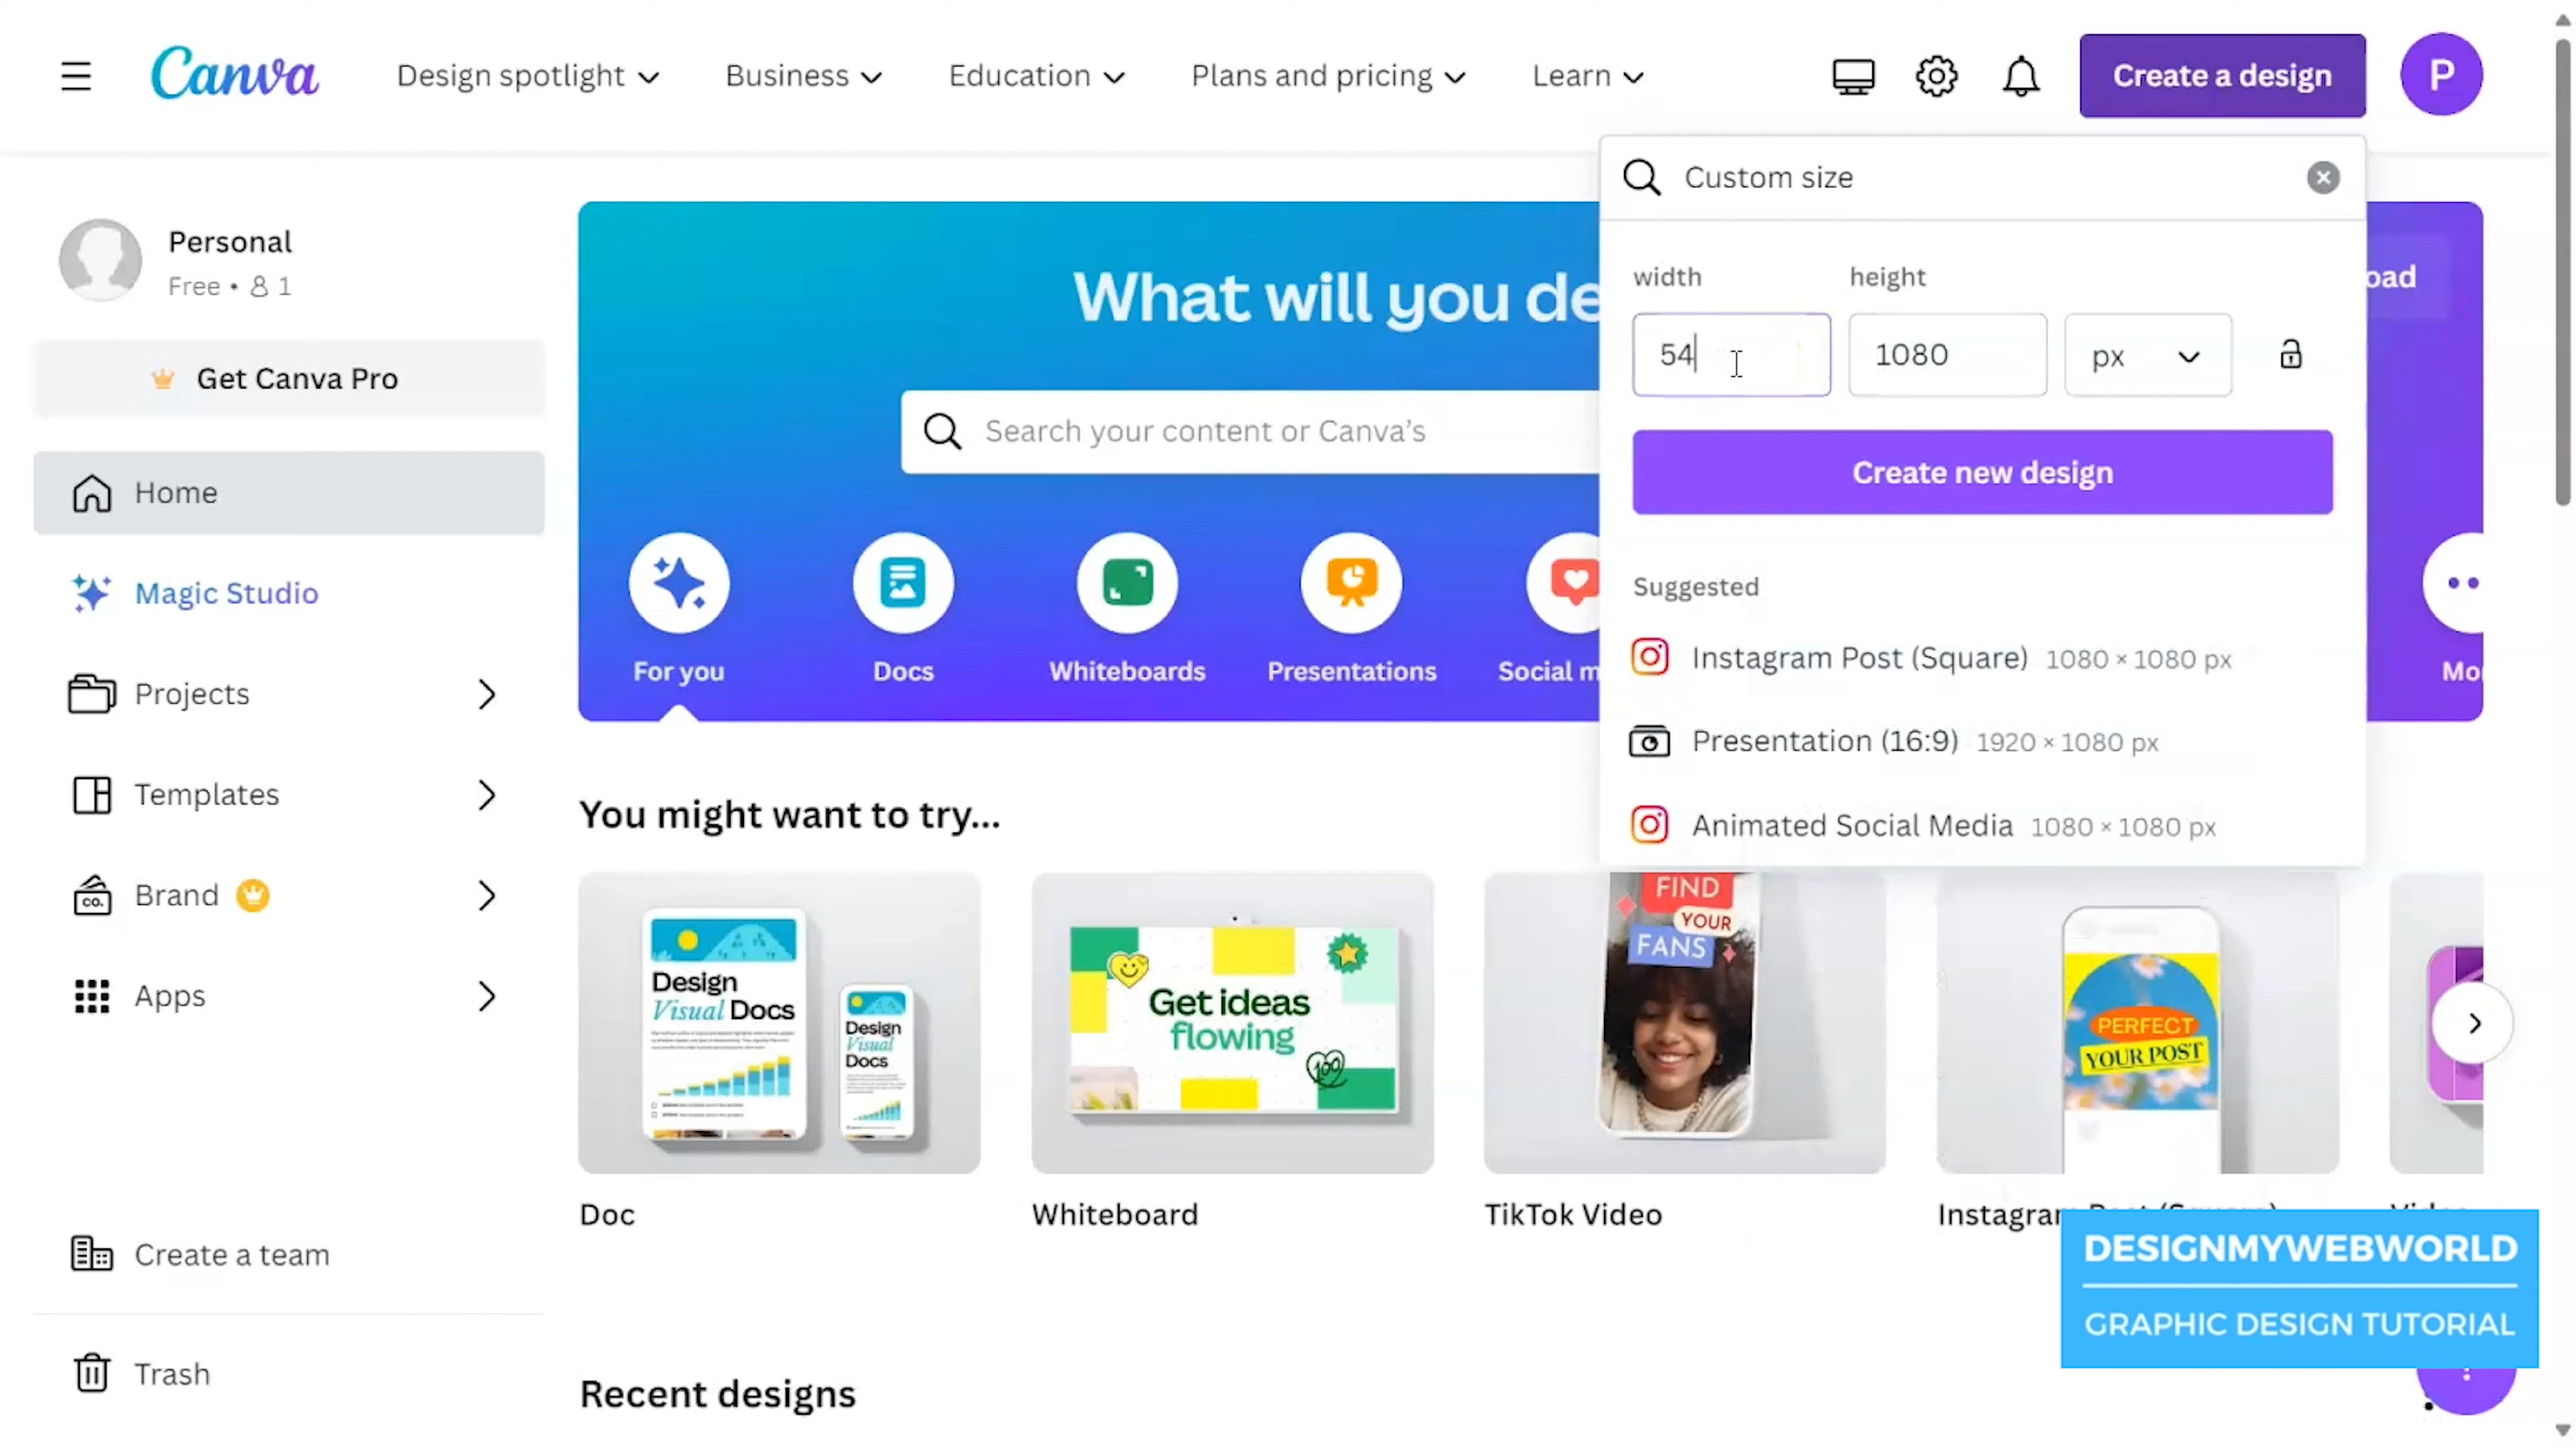 Canva
Design spotlight
Business
Education
Plans and pricing
Learn
Create a design
P
Custom size
width
height
54
1080
px
Create new design
Suggested
Instagram Post (Square) 1080 × 1080 px
Presentation (16:9) 1920 × 1080 px
Animated Social Media 1080 × 1080 px
Personal
Free • 1
Get Canva Pro
Home
Magic Studio
Projects
Templates
Brand
CO.
Apps
Create a team
Trash
What will you de
oad
Search your content or Canva's
For you
Docs
Whiteboards
Presentations
Social m
Mo
You might want to try...
Design
Visual Docs
Design
Visual
Docs
Get ideas
flowing
100
FIND
YOUR
FANS
PERFECT
YOUR POST
Doc
Whiteboard
TikTok Video
Instagram
Recent designs
DESIGNMYWEBWORLD
GRAPHIC DESIGN TUTORIAL